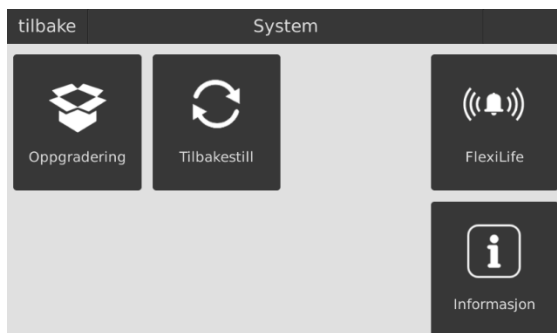 tilbake
System
Oppgradering
Tilbakestill
FlexiLife
Informasjon